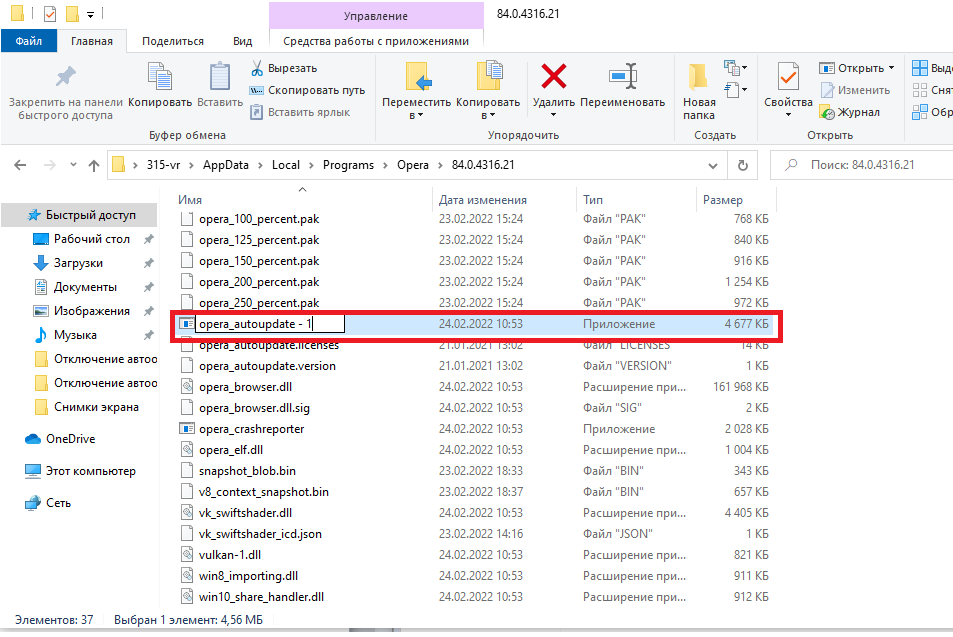 Управление
84.0.4316.21
Файл Главная Поделиться Вид Средства работы с приложениями
Закрепить на панели быстрого доступа
Копировать
Вставить
Вырезать
Скопировать путь
Вставить ярлык
Буфер обмена
Переместить в
Копировать в
Удалить
Переименовать
Упорядочить
Новая папка
Создать
Свойства
Открыть
Изменить
Журнал
Открыть
315-vr AppData Local Programs Opera 84.0.4316.21
Поиск: 84.0.4316.21
Быстрый доступ
Рабочий стол
Загрузки
Документы
Изображения
Музыка
Отключение автоо
Отключение автоо
Снимки экрана
OneDrive
Этот компьютер
Сеть
Имя Дата изменения Тип Размер
opera_100_percent.pak 23.02.2022 15:24 Файл "PAK" 768 КБ
opera_125_percent.pak 23.02.2022 15:24 Файл "PAK" 840 КБ
opera_150_percent.pak 23.02.2022 15:24 Файл "PAK" 916 КБ
opera_200_percent.pak 23.02.2022 15:24 Файл "PAK" 1 254 КБ
opera_250_percent.pak 23.02.2022 15:24 Файл "PAK" 972 КБ
opera_autoupdate - 1 24.02.2022 10:53 Приложение 4 677 КБ
opera_autoupdate.licenses 21.01.2021 13:02 Файл "LICENSES" 14 КБ
opera_autoupdate.version 21.01.2021 13:02 Файл "VERSION" 1 КБ
opera_browser.dll 24.02.2022 10:53 Расширение при... 161 968 КБ
opera_browser.dll.sig 24.02.2022 10:53 Файл "SIG" 2 КБ
opera_crashreporter 24.02.2022 10:53 Приложение 2 028 КБ
opera_elf.dll 24.02.2022 10:53 Расширение при... 1 004 КБ
snapshot_blob.bin 23.02.2022 18:33 Файл "BIN" 343 КБ
v8_context_snapshot.bin 23.02.2022 18:37 Файл "BIN" 657 КБ
vk_swiftshader.dll 24.02.2022 10:53 Расширение при... 4 405 КБ
vk_swiftshader_icd.json 23.02.2022 14:16 Файл "JSON" 1 КБ
vulkan-1.dll 24.02.2022 10:53 Расширение при... 821 КБ
win8_importing.dll 24.02.2022 10:53 Расширение при... 911 КБ
win10_share_handler.dll 24.02.2022 10:53 Расширение при... 912 КБ
Элементов: 37 Выбран 1 элемент: 4,56 МБ